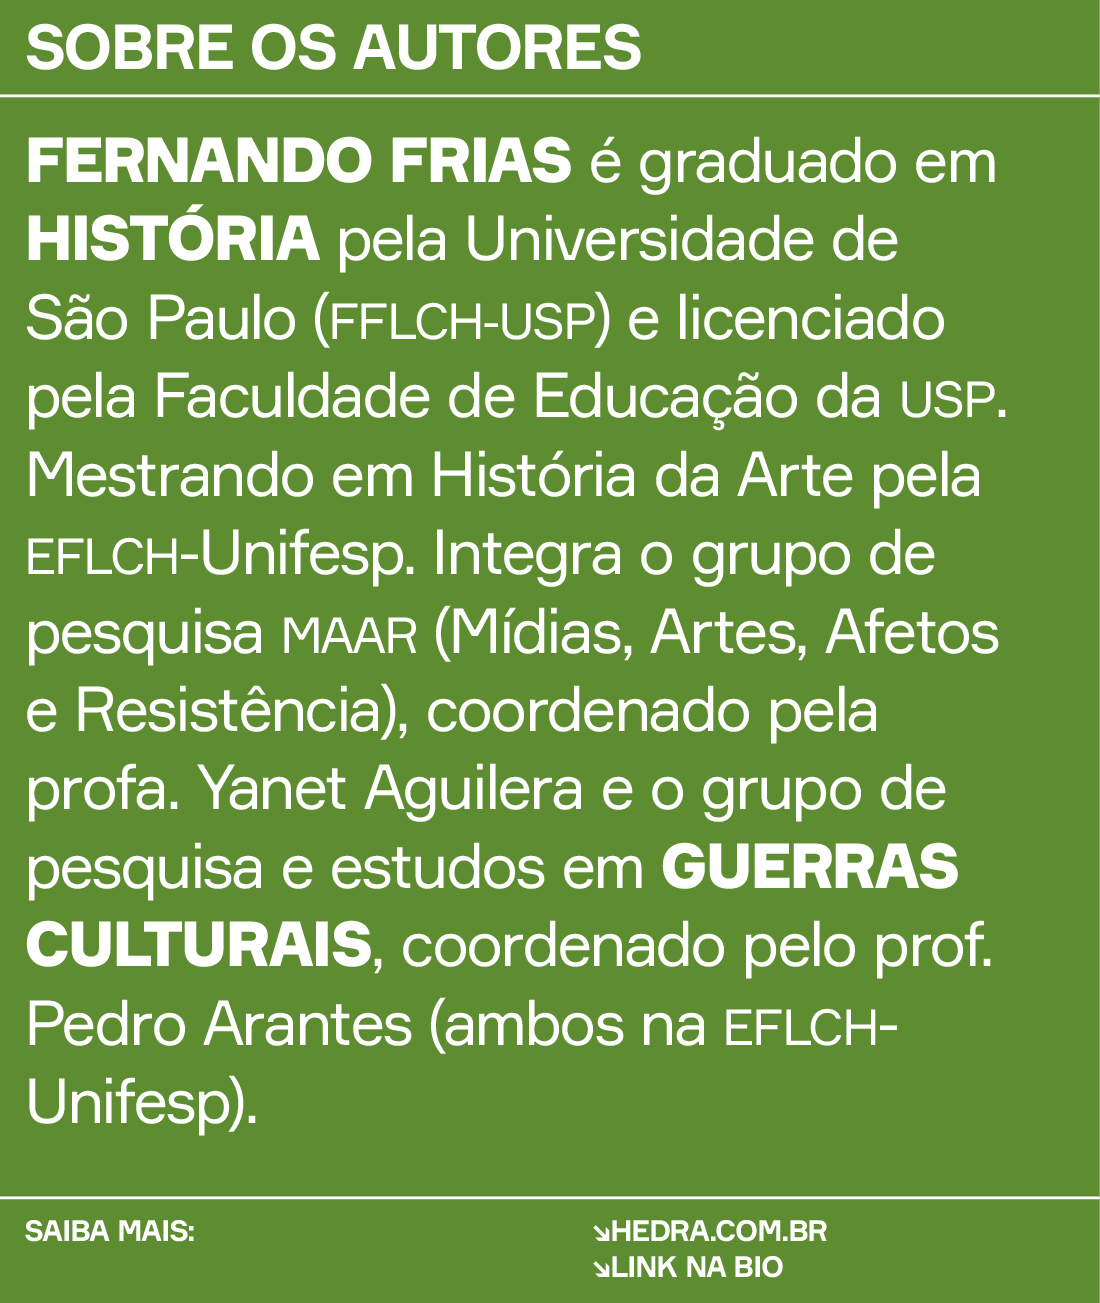 SOBRE OS AUTORES
FERNANDO FRIAS é graduado em
HISTÓRIA pela Universidade de
São Paulo (FFLCH-USP) e licenciado
pela Faculdade de Educação da USP.
Mestrando em História da Arte pela
EFLCH-Unifesp. Integra o grupo de
pesquisa MAAR (Mídias, Artes, Afetos
e Resistência), coordenado pela
profa. Yanet Aguilera e o grupo de
pesquisa e estudos em GUERRAS
CULTURAIS, coordenado pelo prof.
Pedro Arantes (ambos na EFLCH-
Unifesp).
SAIBA MAIS:
↘HEDRA.COM.BR
↘LINK NA BIO